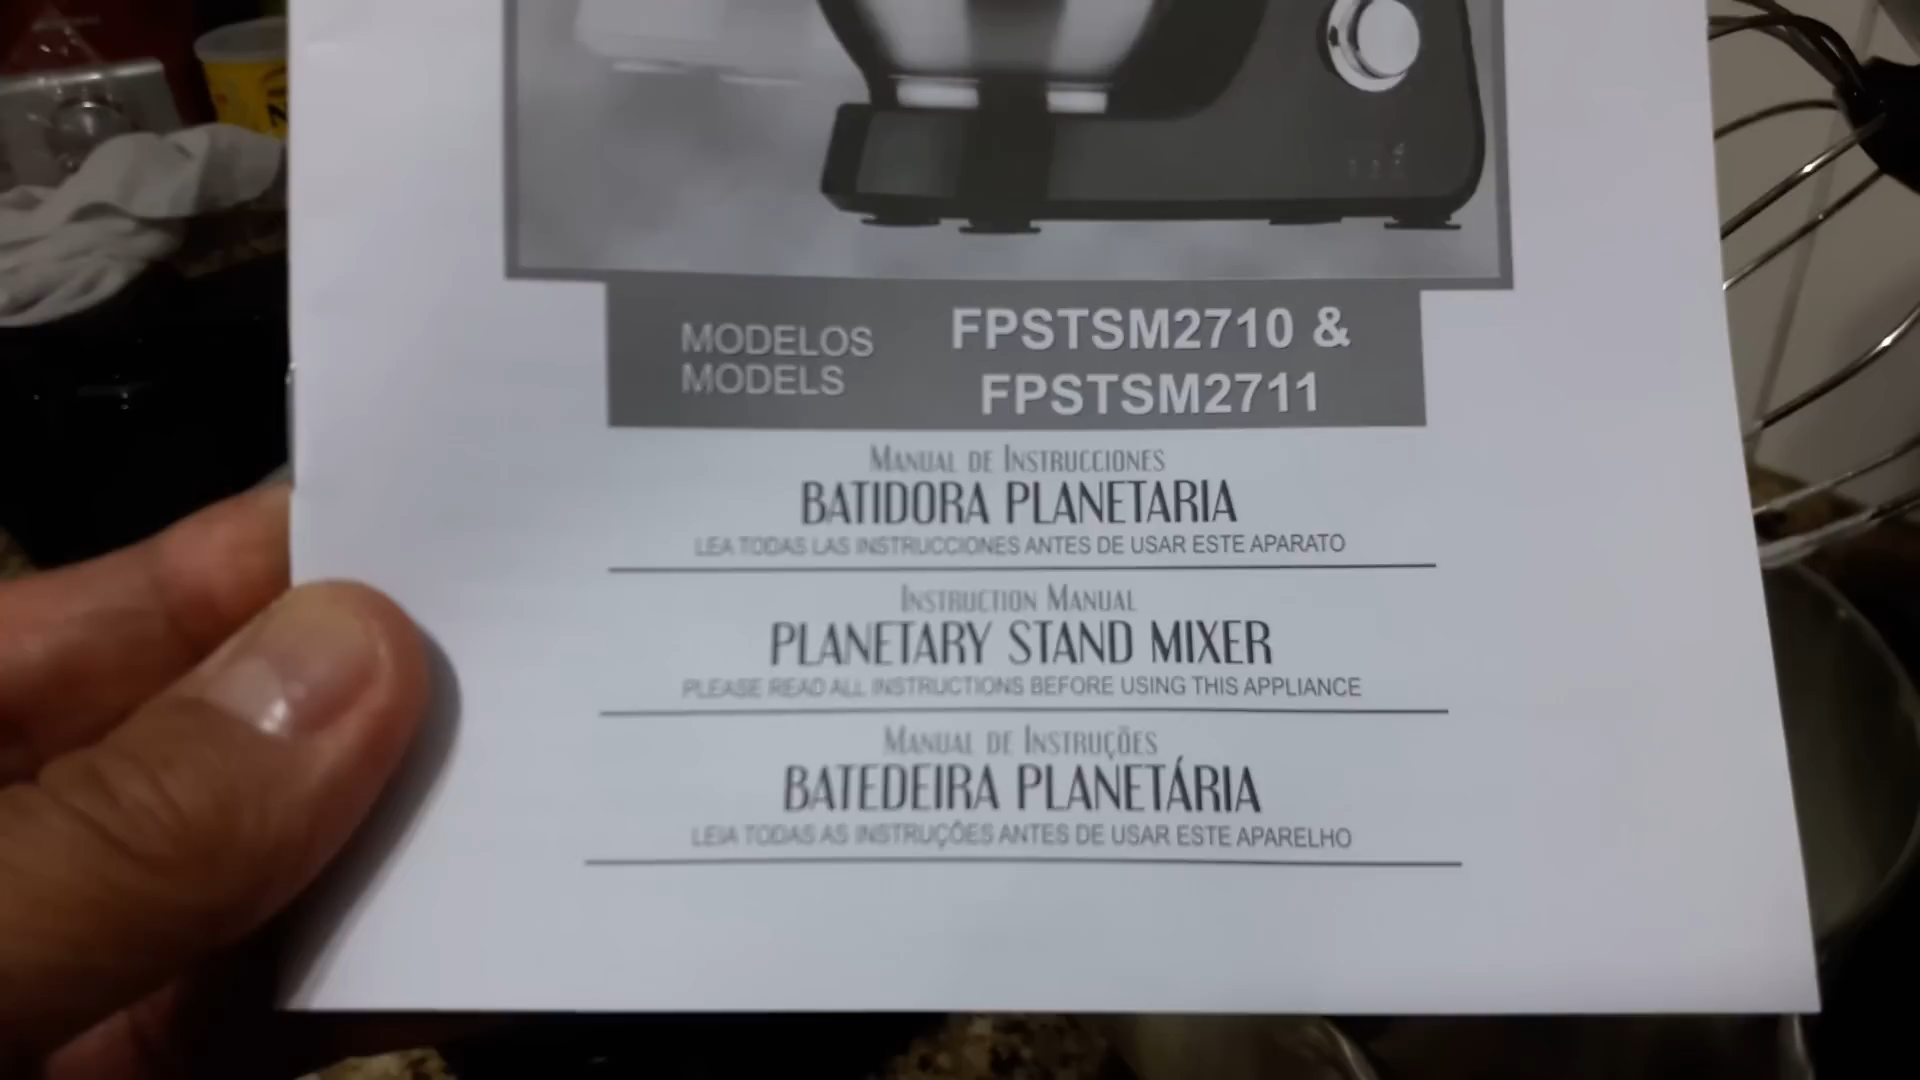 MODELOS
MODELS
FPSTSM2710 &
FPSTSM2711
MANUAL DE INSTRUCCIONES
BATIDORA PLANETARIA
LEA TODAS LAS INSTRUCCIONES ANTES DE USAR ESTE APARATO
INSTRUCTION MANUAL
PLANETARY STAND MIXER
PLEASE READ ALL INSTRUCTIONS BEFORE USING THIS APPLIANCE
MANUAL DE INSTRUÇÕES
BATEDEIRA PLANETÁRIA
LEIA TODAS AS INSTRUÇÕES ANTES DE USAR ESTE APARELHO